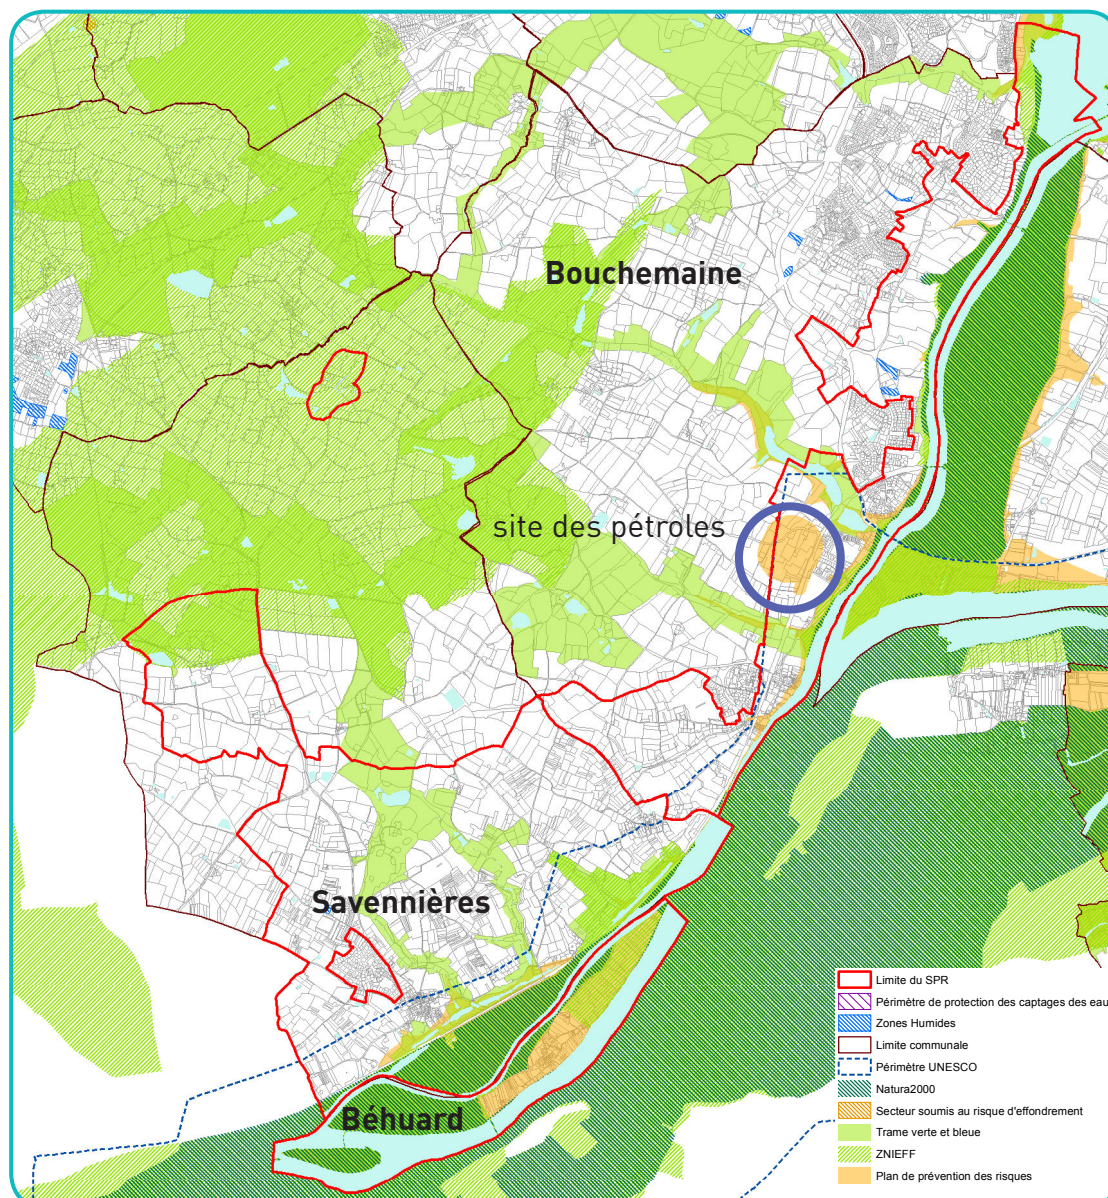 Bouchemaine
site des pétroles
Savennières
Béhuard
Limite du SPR
Périmètre de protection des captages des eau
Zones Humides
Limite communale
Périmètre UNESCO
Natura2000
Secteur soumis au risque d'effondrement
Trame verte et bleue
ZNIEFF
Plan de prévention des risques